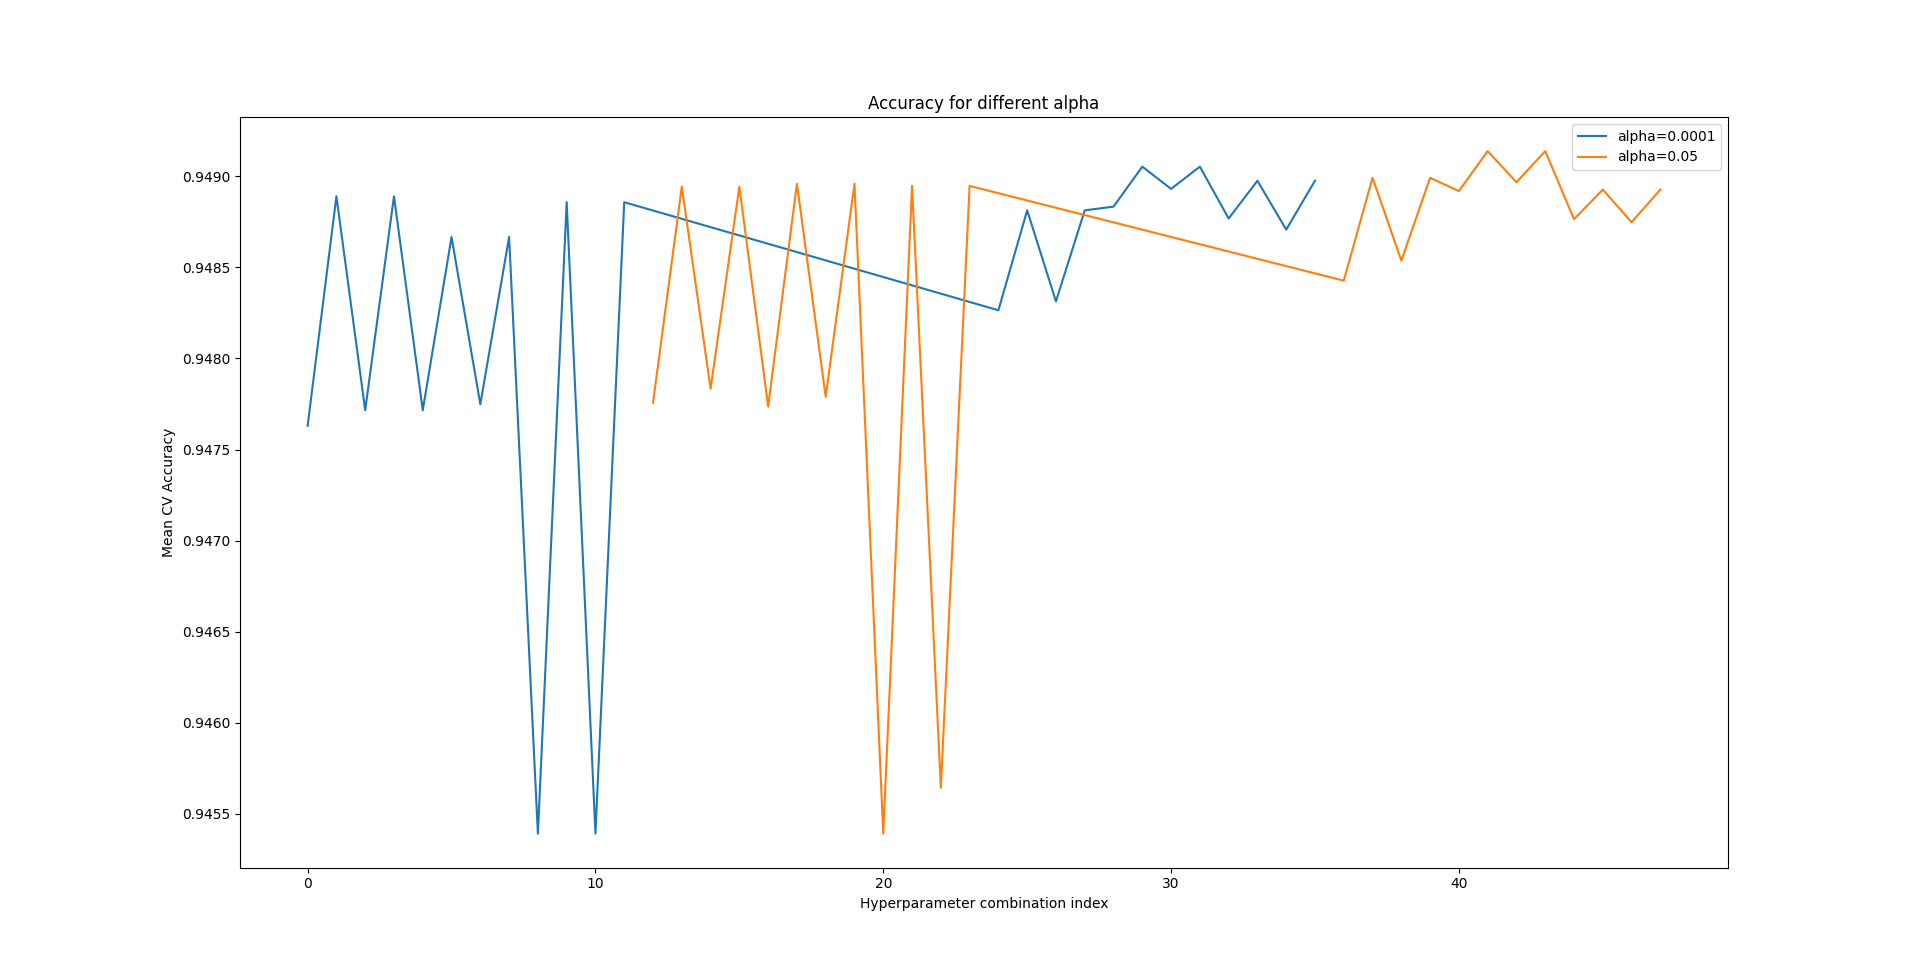 Accuracy for different alpha
alpha=0.0001
alpha=0.05
Mean CV Accuracy
0.9490
0.9485
0.9480
0.9475
0.9470
0.9465
0.9460
0.9455
0 10 20 30 40
Hyperparameter combination index